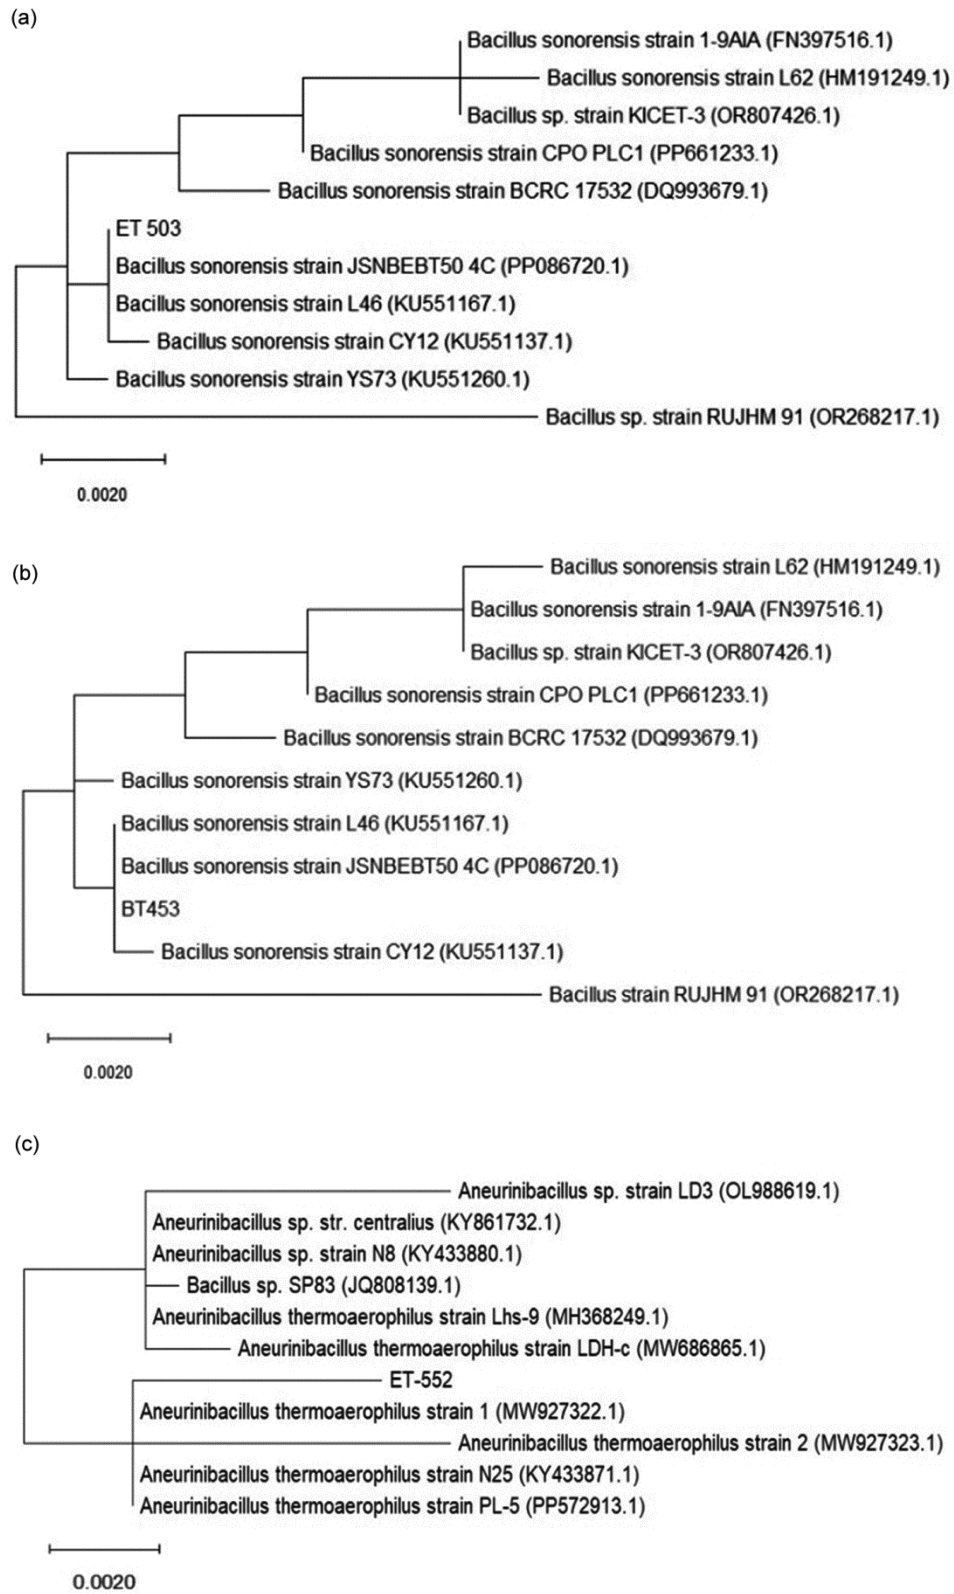 (a)
Bacillus sonorensis strain 1-9AIA (FN397516.1)
Bacillus sonorensis strain L62 (HM191249.1)
Bacillus sp. strain KICET-3 (OR807426.1)
Bacillus sonorensis strain CPO PLC1 (PP661233.1)
Bacillus sonorensis strain BCRC 17532 (DQ993679.1)
ET 503
Bacillus sonorensis strain JSNBEBT50 4C (PP086720.1)
Bacillus sonorensis strain L46 (KU551167.1)
Bacillus sonorensis strain CY12 (KU551137.1)
Bacillus sonorensis strain YS73 (KU551260.1)
Bacillus sp. strain RUJHM 91 (OR268217.1)
0.0020
(b)
Bacillus sonorensis strain L62 (HM191249.1)
Bacillus sonorensis strain 1-9AIA (FN397516.1)
Bacillus sp. strain KICET-3 (OR807426.1)
Bacillus sonorensis strain CPO PLC1 (PP661233.1)
Bacillus sonorensis strain BCRC 17532 (DQ993679.1)
Bacillus sonorensis strain YS73 (KU551260.1)
Bacillus sonorensis strain L46 (KU551167.1)
Bacillus sonorensis strain JSNBEBT50 4C (PP086720.1)
BT453
Bacillus sonorensis strain CY12 (KU551137.1)
Bacillus strain RUJHM 91 (OR268217.1)
0.0020
(c)
Aneurinibacillus sp. strain LD3 (OL988619.1)
Aneurinibacillus sp. str. centralius (KY861732.1)
Aneurinibacillus sp. strain N8 (KY433880.1)
Bacillus sp. SP83 (JQ808139.1)
Aneurinibacillus thermoaerophilus strain Lhs-9 (MH368249.1)
Aneurinibacillus thermoaerophilus strain LDH-c (MW686865.1)
ET-552
Aneurinibacillus thermoaerophilus strain 1 (MW927322.1)
Aneurinibacillus thermoaerophilus strain 2 (MW927323.1)
Aneurinibacillus thermoaerophilus strain N25 (KY433871.1)
Aneurinibacillus thermoaerophilus strain PL-5 (PP572913.1)
0.0020